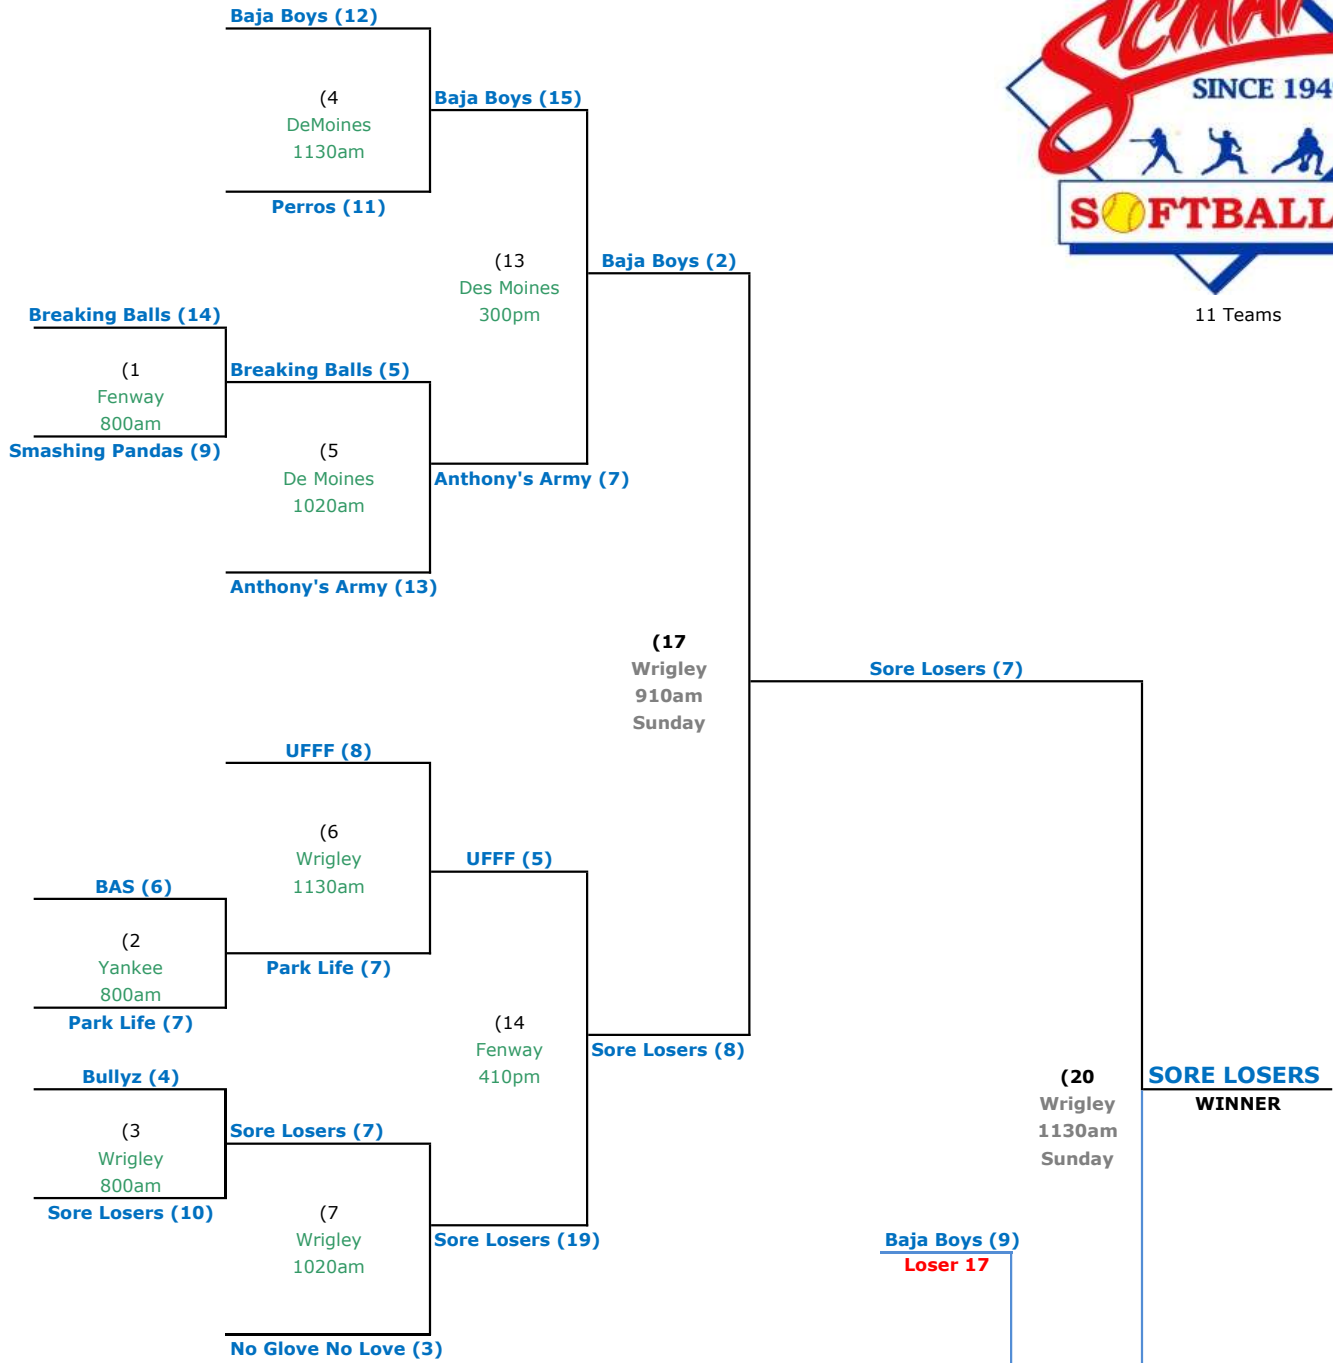 Baja Boys (12)
SCMAF
SINCE 194
SOFTBALL
11 Teams
(4
DeMoines
1130am
Baja Boys (15)
Perros (11)
(13
Des Moines
300pm
Baja Boys (2)
Breaking Balls (14)
(1
Fenway
800am
Smashing Pandas (9)
Breaking Balls (5)
(5
De Moines
1020am
Anthony's Army (7)
Anthony's Army (13)
(17
Wrigley
910am
Sunday
Sore Losers (7)
UFFF (8)
(6
Wrigley
1130am
UFFF (5)
BAS (6)
(2
Yankee
800am
Park Life (7)
Park Life (7)
(14
Fenway
410pm
Sore Losers (8)
Bullyz (4)
(3
Wrigley
800am
Sore Losers (10)
Sore Losers (7)
(7
Wrigley
1020am
Sore Losers (19)
No Glove No Love (3)
(20
Wrigley
1130am
Sunday
SORE LOSERS
WINNER
Baja Boys (9)
Loser 17